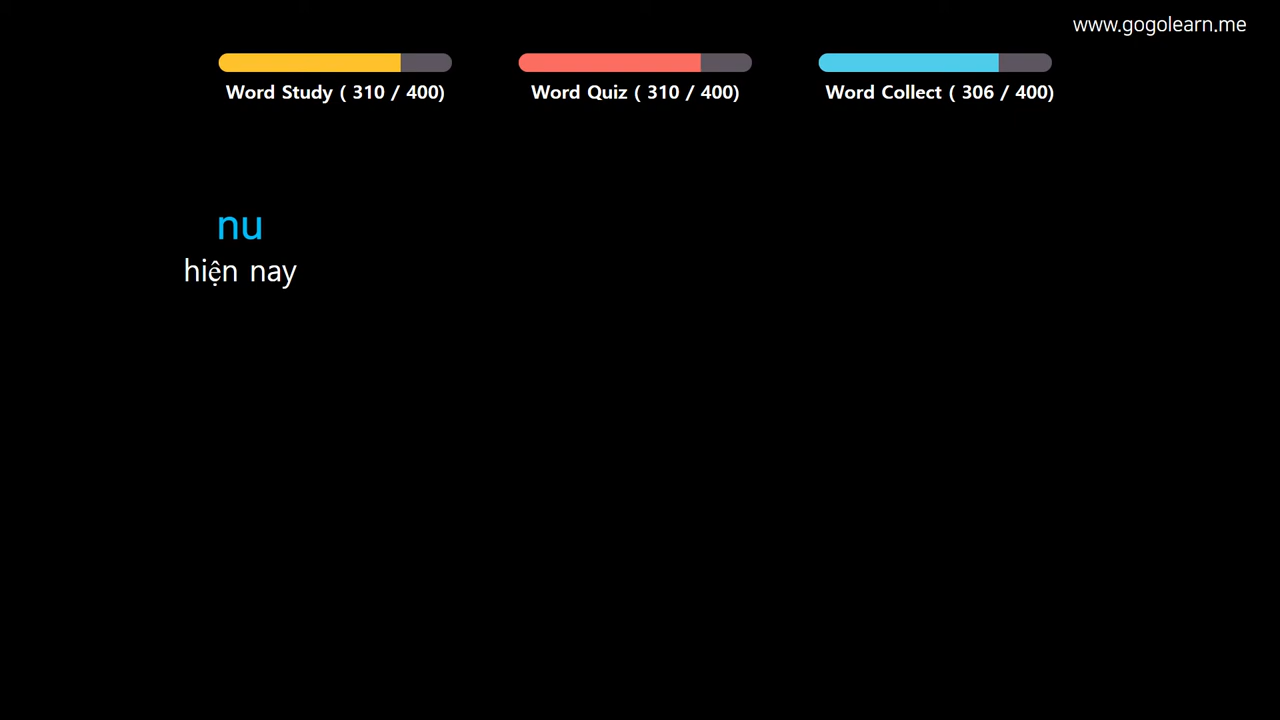 www.gogolearn.me
Word Study ( 310 / 400)
Word Quiz ( 310 / 400)
Word Collect ( 306 / 400)
nu
hiện nay